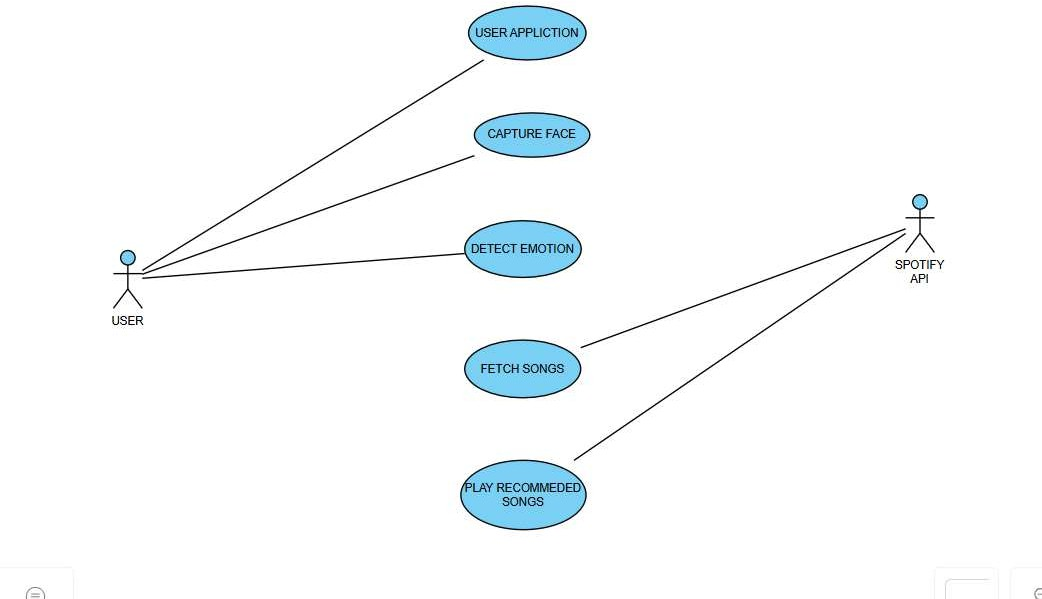 USER APPLICTION
CAPTURE FACE
DETECT EMOTION
USER
SPOTIFY
API
FETCH SONGS
PLAY RECOMMEDED
SONGS